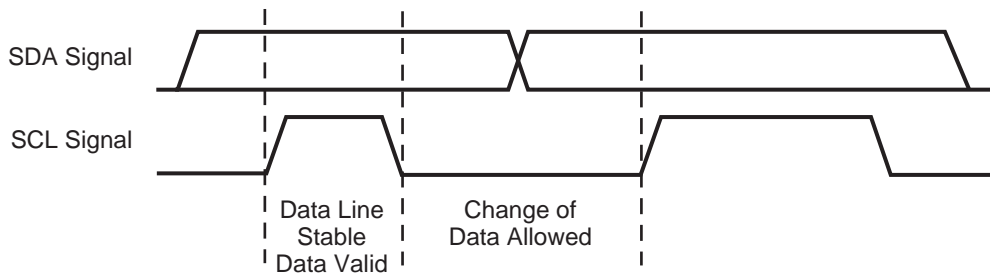 SDA Signal
SCL Signal
Data Line
Stable
Data Valid
Change of
Data Allowed